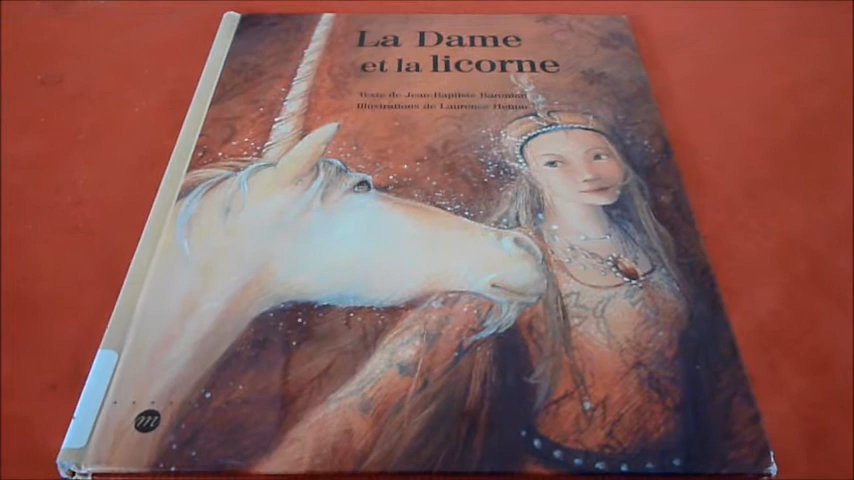 La Dame
et la licorne
Texte de Jean-Baptiste Baronian
Illustrations de Laurence Henno
m